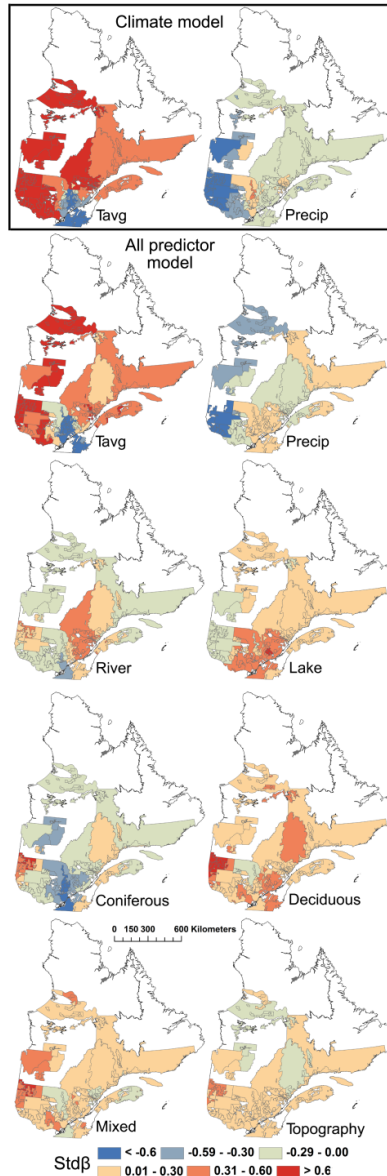 Climate model
Tavg Precip
All predictor
model
Tavg Precip
River Lake
Coniferous Deciduous
0 150 300 600 Kilometers
Mixed Topography
Stdβ < -0.6 -0.59 - -0.30 -0.29 - 0.00
0.01 - 0.30 0.31 - 0.60 > 0.6